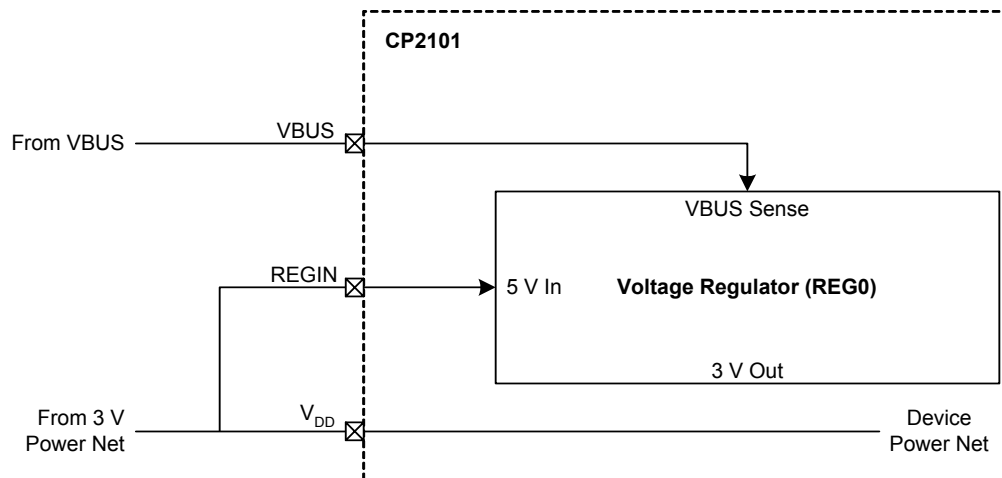 CP2101
From VBUS
VBUS
VBUS Sense
REGIN
5 V In
Voltage Regulator (REG0)
3 V Out
From 3 V
Power Net
VDD
Device
Power Net